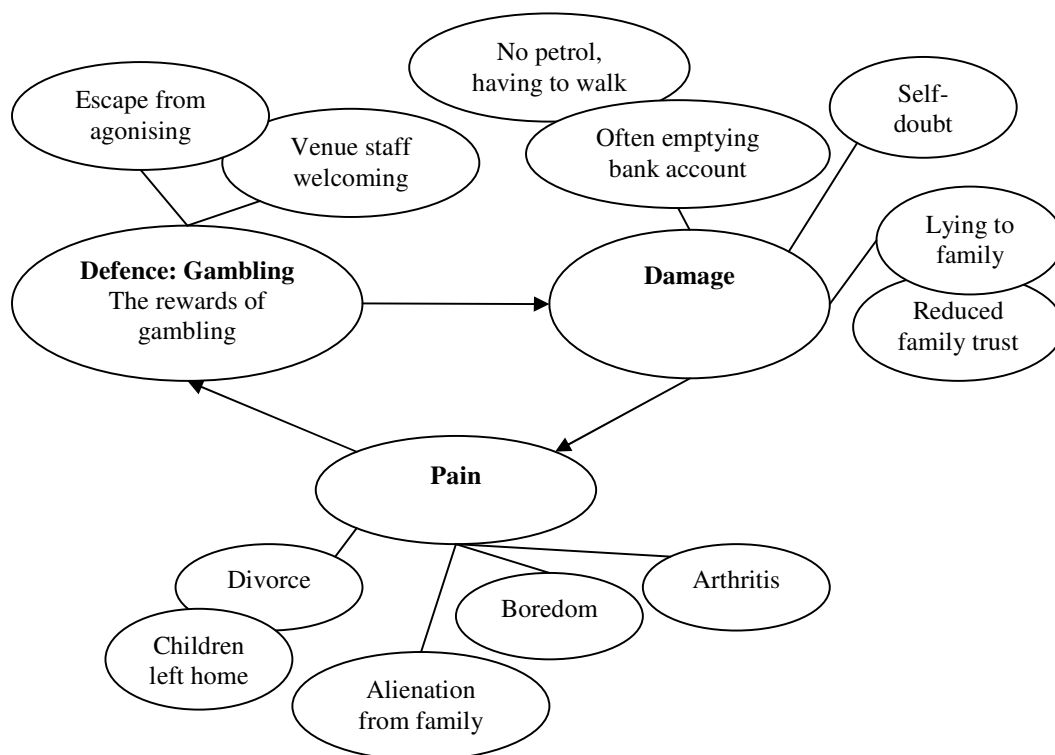 No petrol,
having to walk
Escape from
agonising
Self-
doubt
Venue staff
welcoming
Often emptying
bank account
Lying to
family
Defence: Gambling
The rewards of
gambling
Damage
Reduced
family trust
Pain
Divorce
Arthritis
Boredom
Children
left home
Alienation
from family